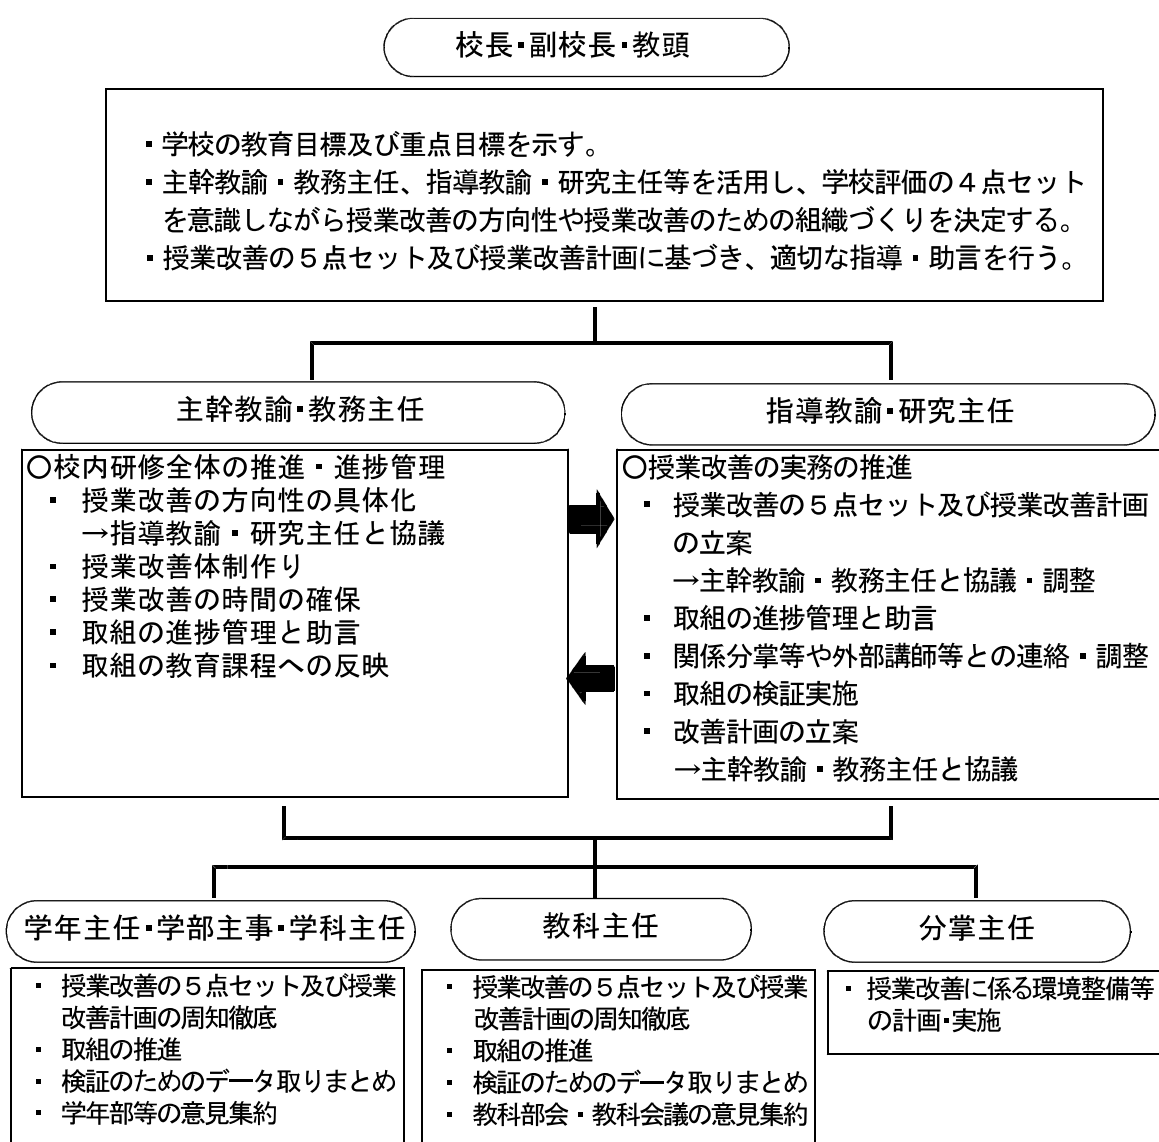 校長・副校長・教頭
・学校の教育目標及び重点目標を示す。
・主幹教諭・教務主任、指導教諭・研究主任等を活用し、学校評価の４点セット
を意識しながら授業改善の方向性や授業改善のための組織づくりを決定する。
・授業改善の５点セット及び授業改善計画に基づき、適切な指導・助言を行う。
主幹教諭・教務主任
○校内研修全体の推進・進捗管理
・ 授業改善の方向性の具体化
→指導教諭・研究主任と協議
・ 授業改善体制作り
・ 授業改善の時間の確保
・ 取組の進捗管理と助言
・ 取組の教育課程への反映
指導教諭・研究主任
○授業改善の実務の推進
・ 授業改善の５点セット及び授業改善計画
の立案
→主幹教諭・教務主任と協議・調整
・ 取組の進捗管理と助言
・ 関係分掌等や外部講師等との連絡・調整
・ 取組の検証実施
・ 改善計画の立案
→主幹教諭・教務主任と協議
学年主任・学部主事・学科主任
・ 授業改善の５点セット及び授業
改善計画の周知徹底
・ 取組の推進
・ 検証のためのデータ取りまとめ
・ 学年部等の意見集約
教科主任
・ 授業改善の５点セット及び授業
改善計画の周知徹底
・ 取組の推進
・ 検証のためのデータ取りまとめ
・ 教科部会・教科会議の意見集約
分掌主任
・ 授業改善に係る環境整備等
の計画・実施